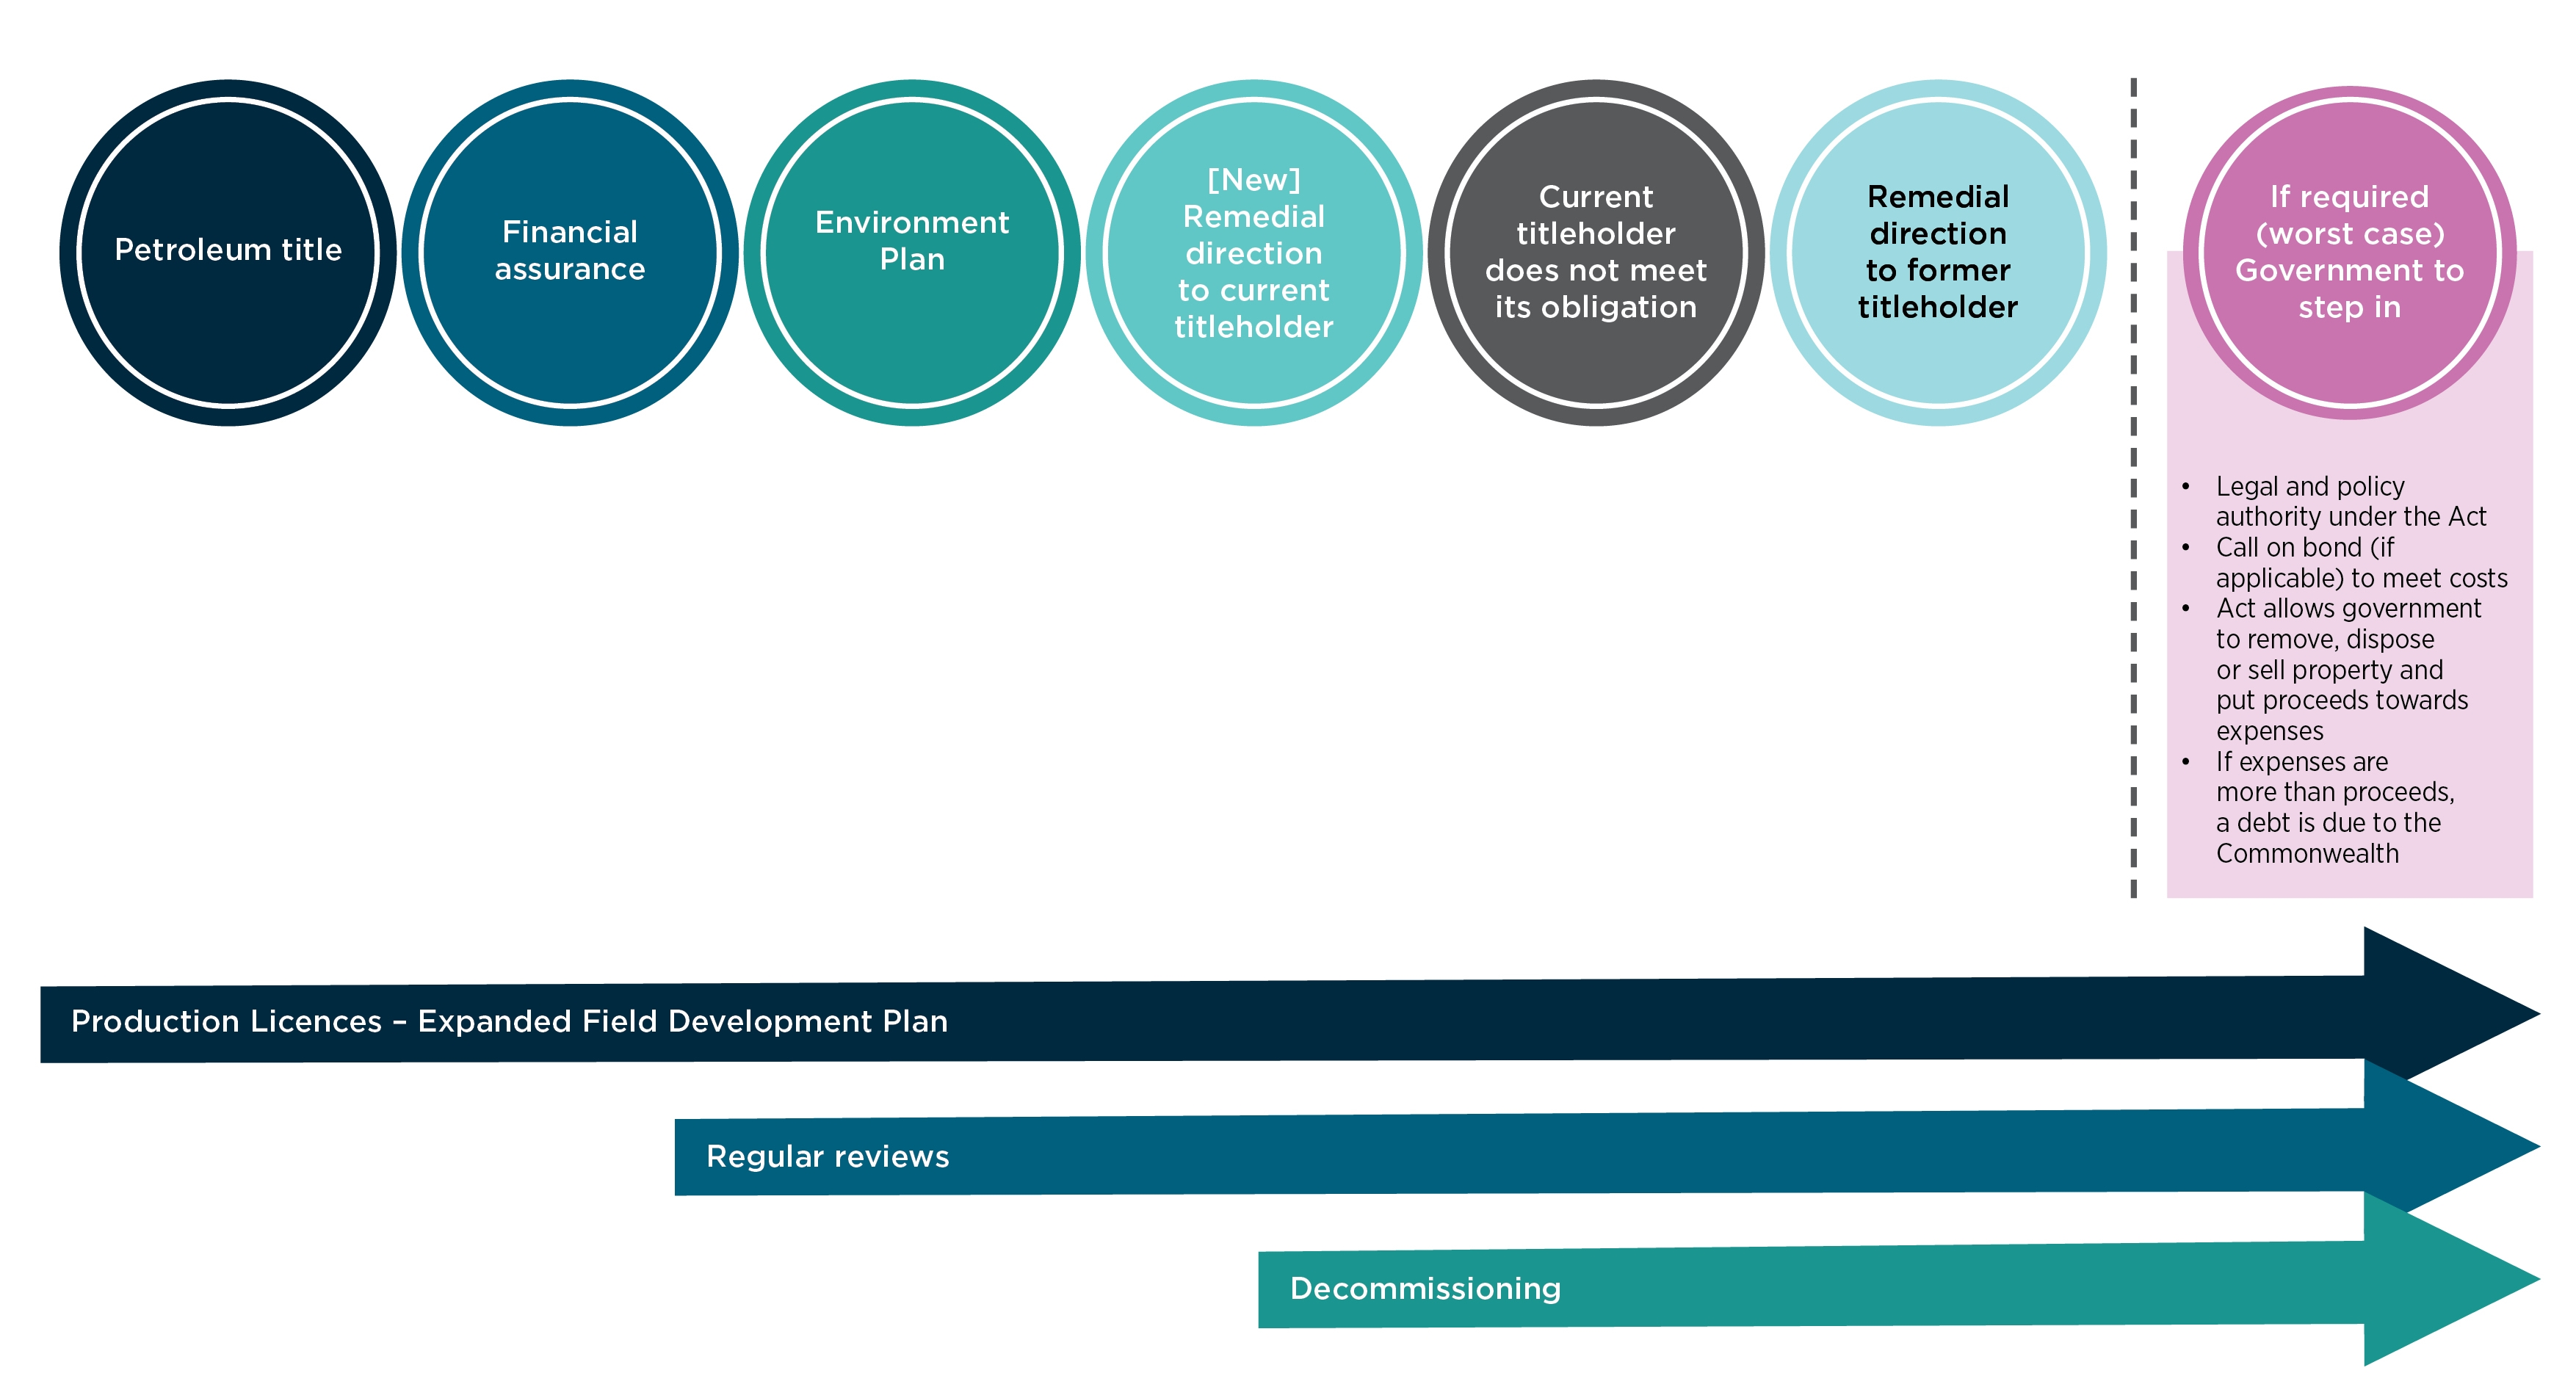 Petroleum title
Financial
assurance
Environment
Plan
[New]
Remedial
direction
to current
titleholder
Current
titleholder
does not meet
its obligation
Remedial
direction
to former
titleholder
If required
(worst case)
Government to
step in
• Legal and policy
authority under the Act
• Call on bond (if
applicable) to meet costs
• Act allows government
to remove, dispose
or sell property and
put proceeds towards
expenses
• If expenses are
more than proceeds,
a debt is due to the
Commonwealth
Production Licences – Expanded Field Development Plan
Regular reviews
Decommissioning